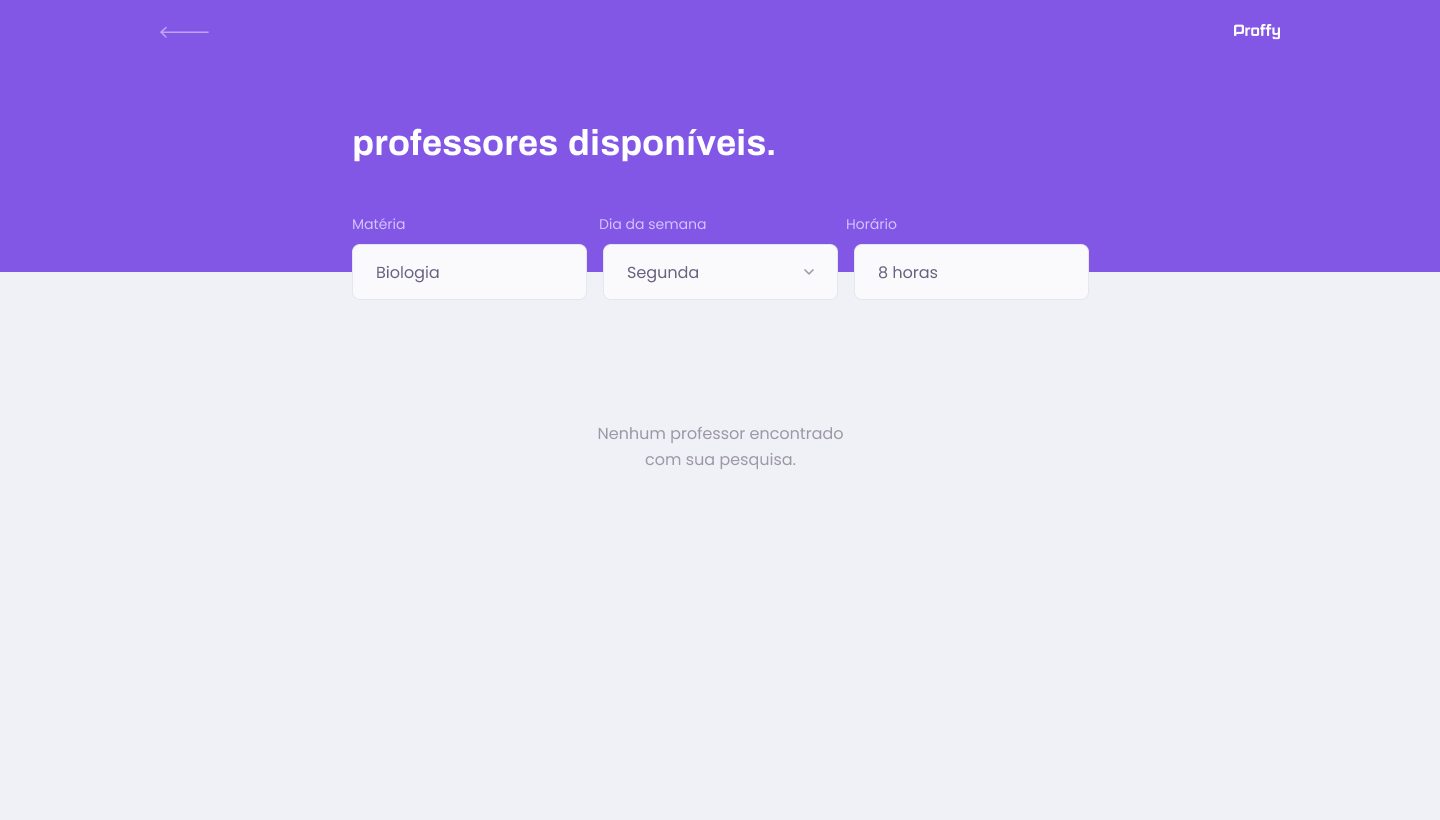 Proffy
professores disponíveis.
Matéria Dia da semana Horário
Biologia Segunda 8 horas
Nenhum professor encontrado
com sua pesquisa.